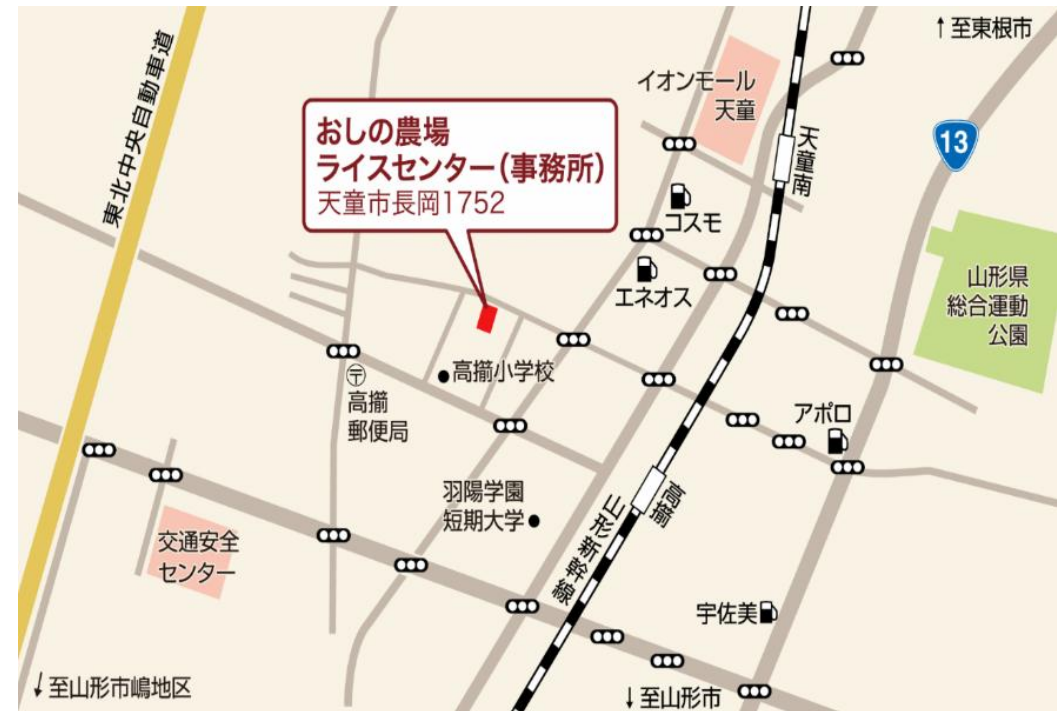 ↑至東根市
東北中央自動車道
イオンモール
天童
おしの農場
ライスセンター（事務所）
天童市長岡1752
天童南
13
コスモ
エネオス
山形県
総合運動
公園
高擶小学校
〒
高擶
郵便局
アポロ
羽陽学園
短期大学
高擶
山形新幹線
交通安全
センター
宇佐美
↓至山形市嶋地区
↓至山形市